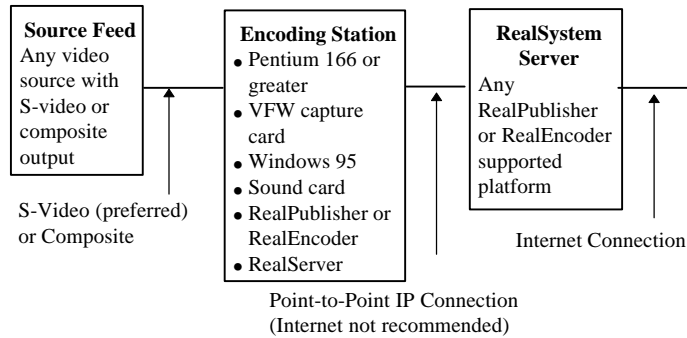 Source Feed
Any video
source with
S-video or
composite
output
S-Video (preferred)
or Composite
Encoding Station
● Pentium 166 or
greater
● VFW capture
card
● Windows 95
● Sound card
● RealPublisher or
RealEncoder
● RealServer
Point-to-Point IP Connection
(Internet not recommended)
RealSystem
Server
Any
RealPublisher
or RealEncoder
supported
platform
Internet Connection